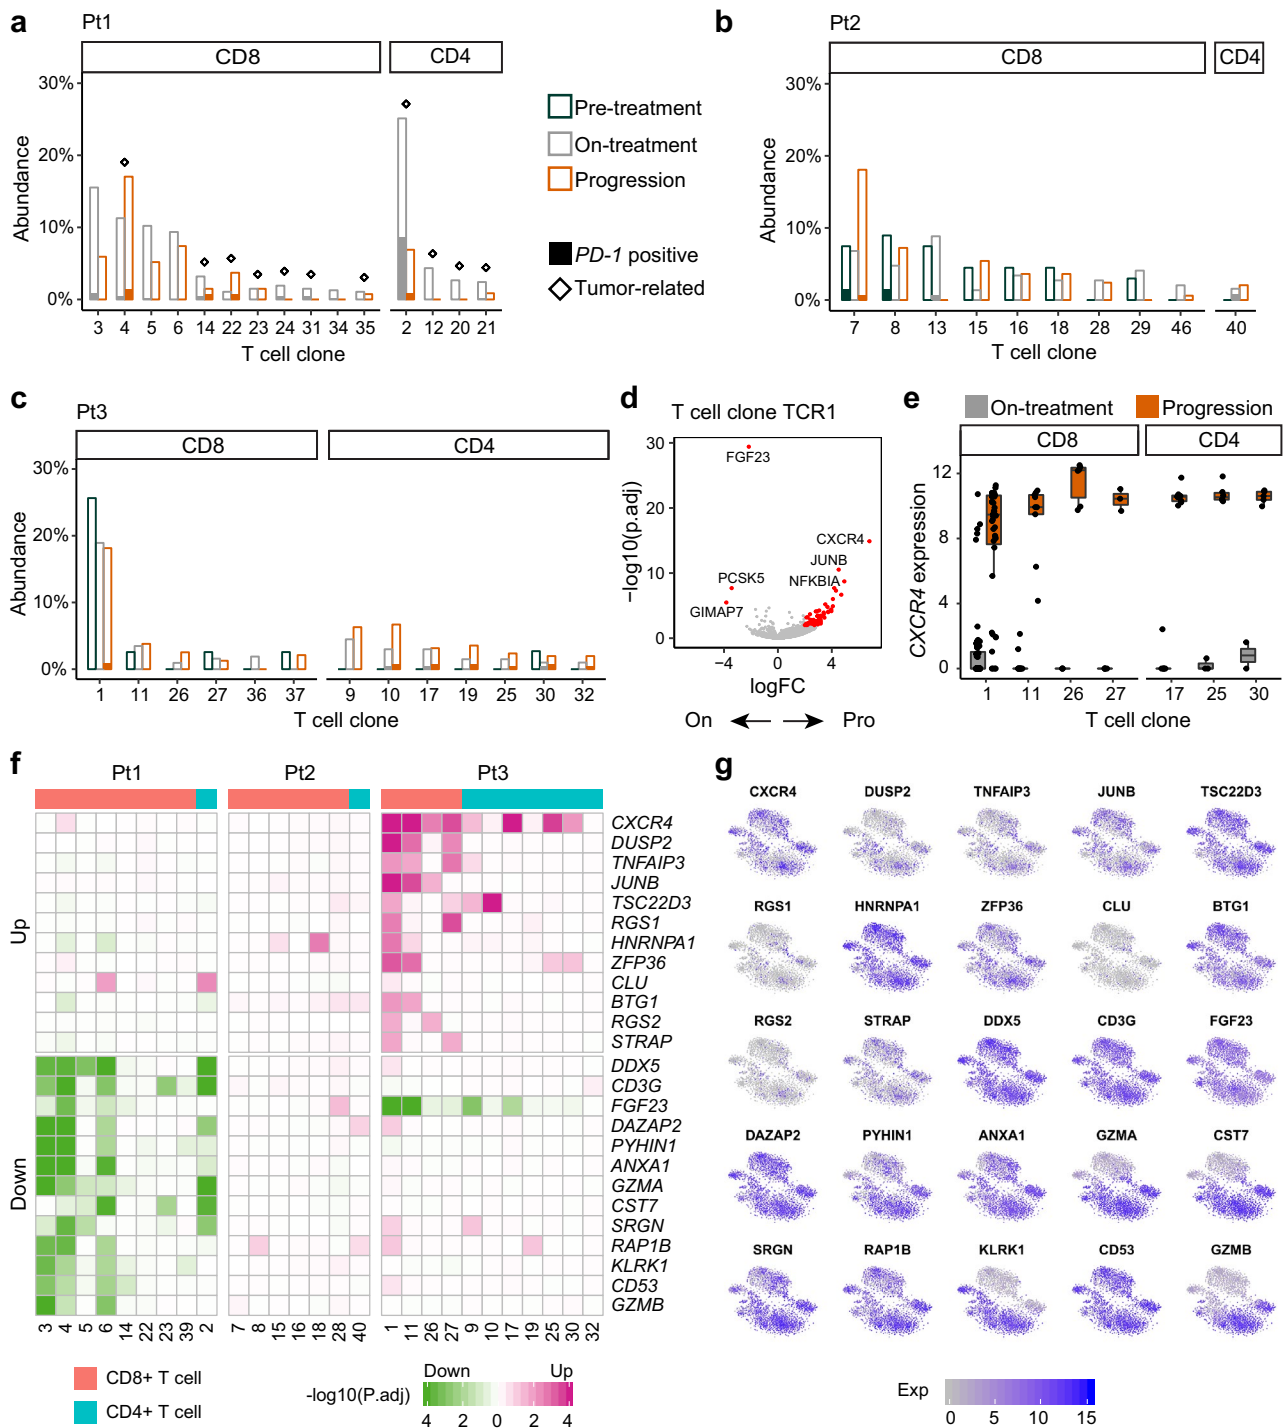 a
Pt1
CD8
CD4
30%
20%
10%
0%
Abundance
3 4 5 6 14 22 23 24 31 34 35
2 12 20 21
T cell clone
Pre-treatment
On-treatment
Progression
PD-1 positive
Tumor-related
b
Pt2
CD8
CD4
30%
20%
10%
0%
Abundance
7 8 13 15 16 18 28 29 46
40
T cell clone
c
Pt3
CD8
CD4
30%
20%
10%
0%
Abundance
1 11 26 27 36 37
9 10 17 19 25 30 32
T cell clone
d
T cell clone TCR1
30
20
10
0
−log10(p.adj)
FGF23
CXCR4
JUNB
NFKBIA
PCSK5
GIMAP7
−4 0 4
logFC
On Pro
e
On-treatment Progression
CD8
CD4
12
8
4
0
CXCR4 expression
1 11 26 27
17 25 30
T cell clone
f
Pt1 Pt2 Pt3
Up
CXCR4
DUSP2
TNFAIP3
JUNB
TSC22D3
RGS1
HNRNPA1
ZFP36
CLU
BTG1
RGS2
STRAP
Down
DDX5
CD3G
FGF23
DAZAP2
PYHIN1
ANXA1
GZMA
CST7
SRGN
RAP1B
KLRK1
CD53
GZMB
3 4 5 6 14 22 23 39 2
7 8 15 16 18 28 40
1 11 26 27 9 10 17 19 25 30 32
CD8+ T cell
CD4+ T cell
Down Up
-log10(P.adj)
4 2 0 2 4
g
CXCR4 DUSP2 TNFAIP3 JUNB TSC22D3
RGS1 HNRNPA1 ZFP36 CLU BTG1
RGS2 STRAP DDX5 CD3G FGF23
DAZAP2 PYHIN1 ANXA1 GZMA CST7
SRGN RAP1B KLRK1 CD53 GZMB
Exp
0 5 10 15